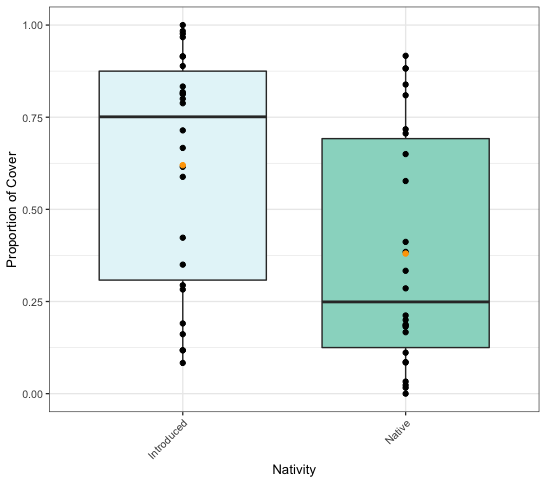 Proportion of Cover
1.00
0.75
0.50
0.25
0.00
Introduced
Native
Nativity